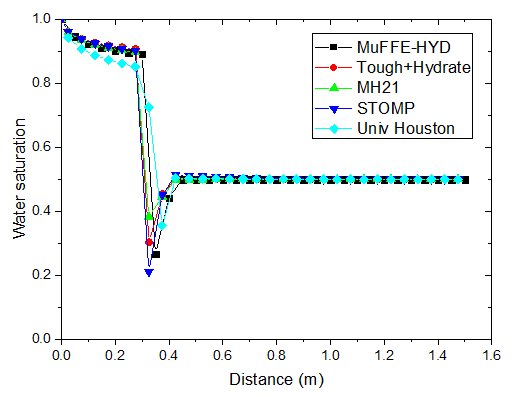 1.0
0.8
0.6
0.4
0.2
0.0
Water saturation
MuFFE-HYD
Tough+Hydrate
MH21
STOMP
Univ Houston
0.0 0.2 0.4 0.6 0.8 1.0 1.2 1.4 1.6
Distance (m)